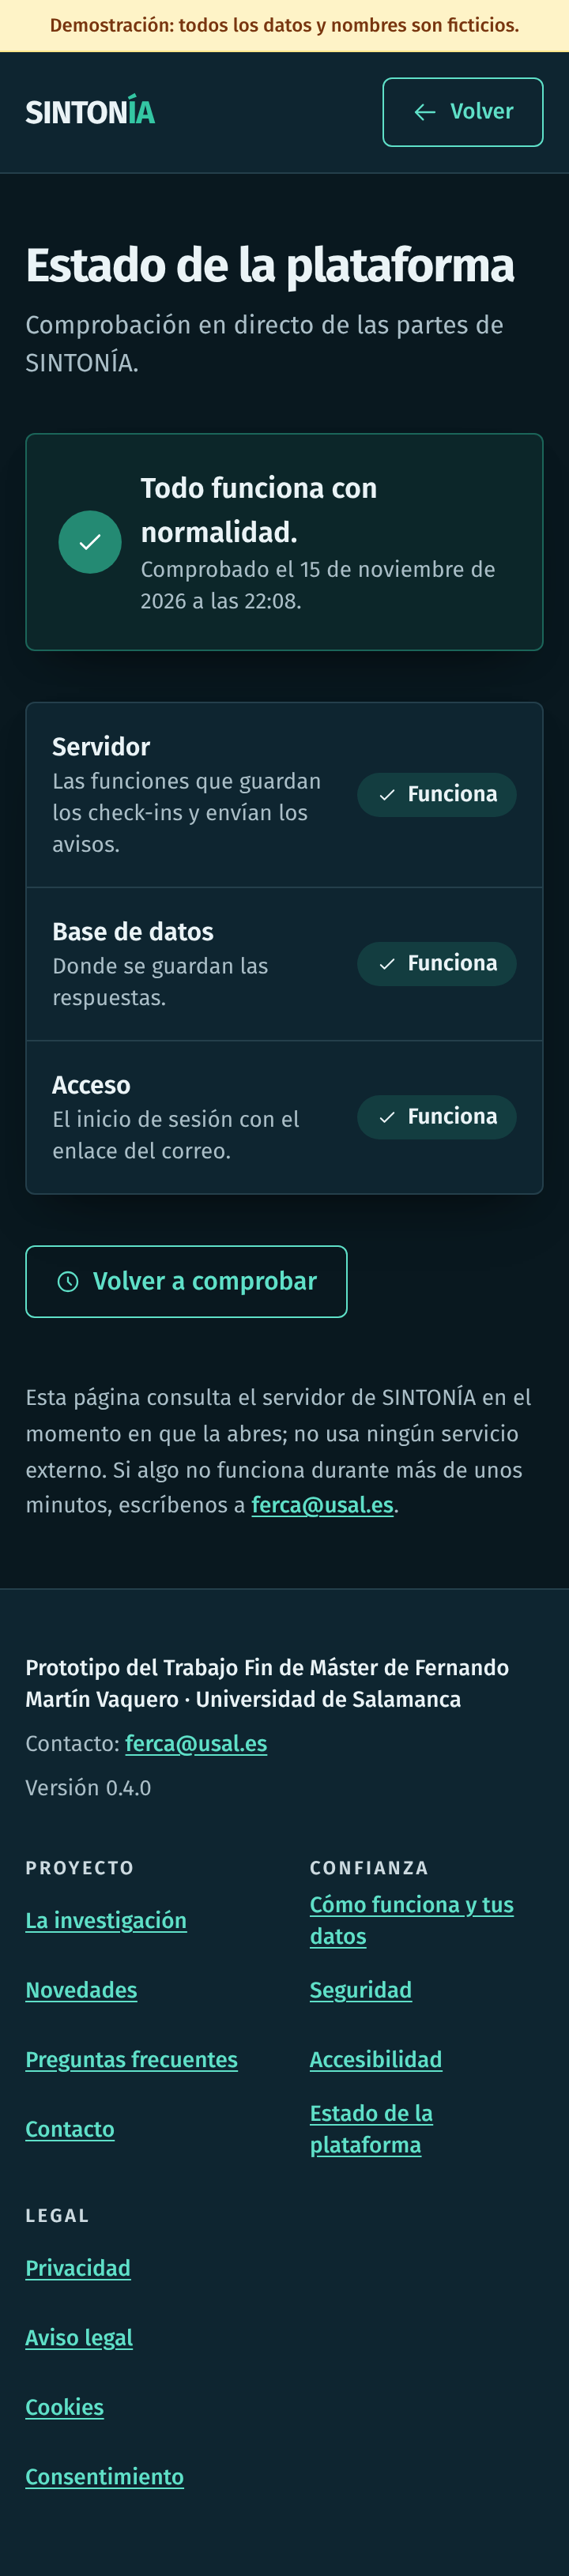 Demostración: todos los datos y nombres son ficticios.
SINTONÍA
Volver
Estado de la plataforma
Comprobación en directo de las partes de
SINTONÍA.
Todo funciona con
normalidad.
Comprobado el 15 de noviembre de
2026 a las 22:08.
Servidor
Las funciones que guardan
los check-ins y envían los
avisos.
Funciona
Base de datos
Donde se guardan las
respuestas.
Funciona
Acceso
El inicio de sesión con el
enlace del correo.
Funciona
Volver a comprobar
Esta página consulta el servidor de SINTONÍA en el
momento en que la abres; no usa ningún servicio
externo. Si algo no funciona durante más de unos
minutos, escríbenos a ferca@usal.es.
Prototipo del Trabajo Fin de Máster de Fernando
Martín Vaquero · Universidad de Salamanca
Contacto: ferca@usal.es
Versión 0.4.0
PROYECTO
La investigación
Novedades
Preguntas frecuentes
Contacto
CONFIANZA
Cómo funciona y tus
datos
Seguridad
Accesibilidad
Estado de la
plataforma
LEGAL
Privacidad
Aviso legal
Cookies
Consentimiento